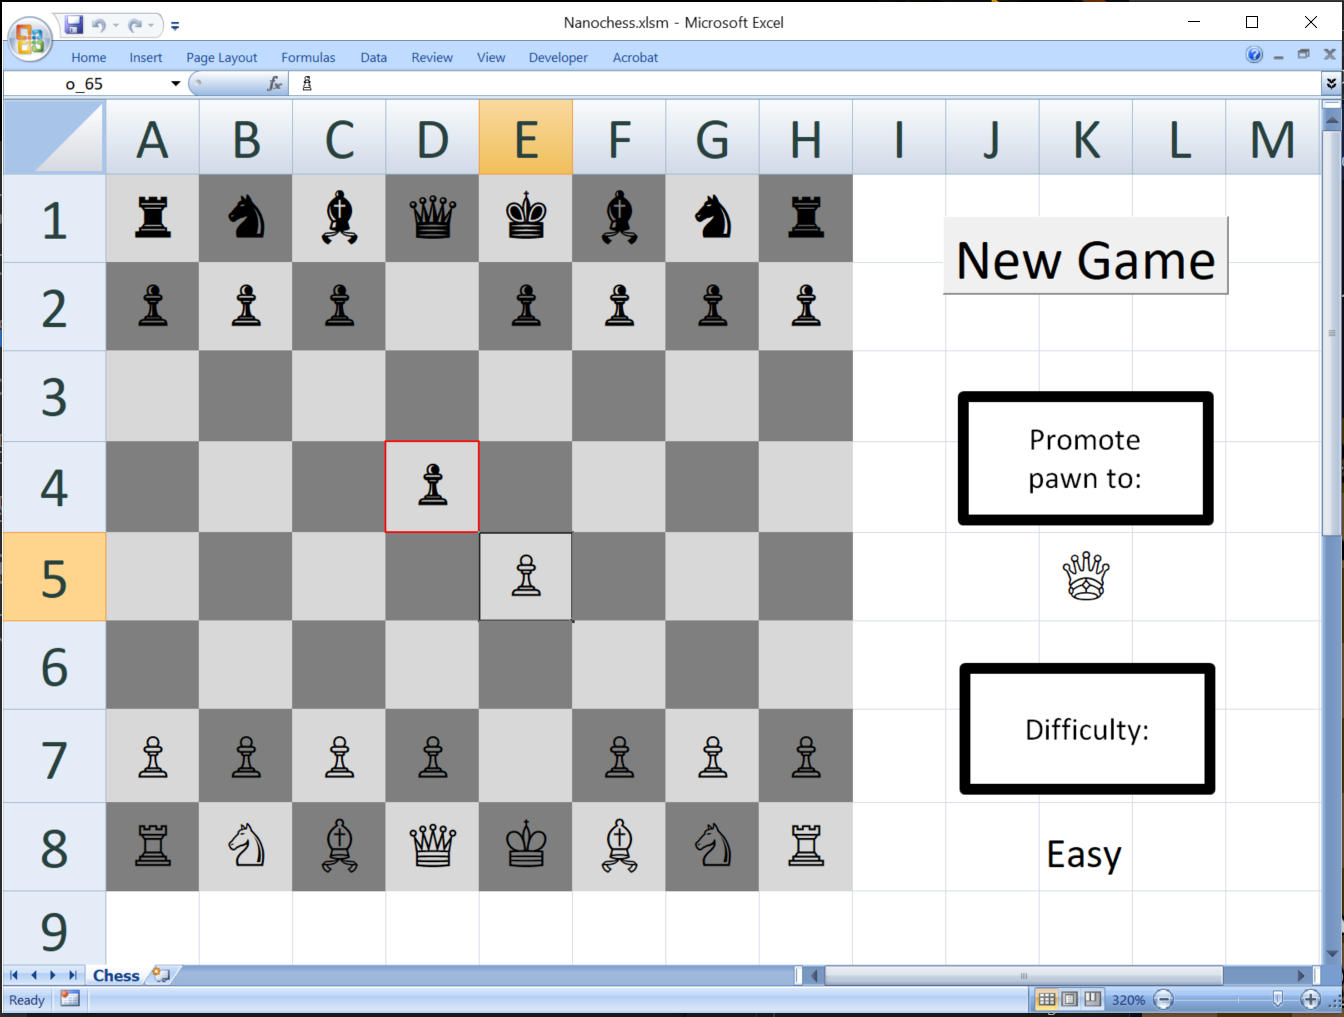 Nanochess.xlsm - Microsoft Excel
Home Insert Page Layout Formulas Data Review View Developer Acrobat
o_65 fx ♙
A B C D E F G H I J K L M
1
New Game
2
3
Promote
pawn to:
4
5
6
7
Difficulty:
8
Easy
9
Chess
Ready 320%